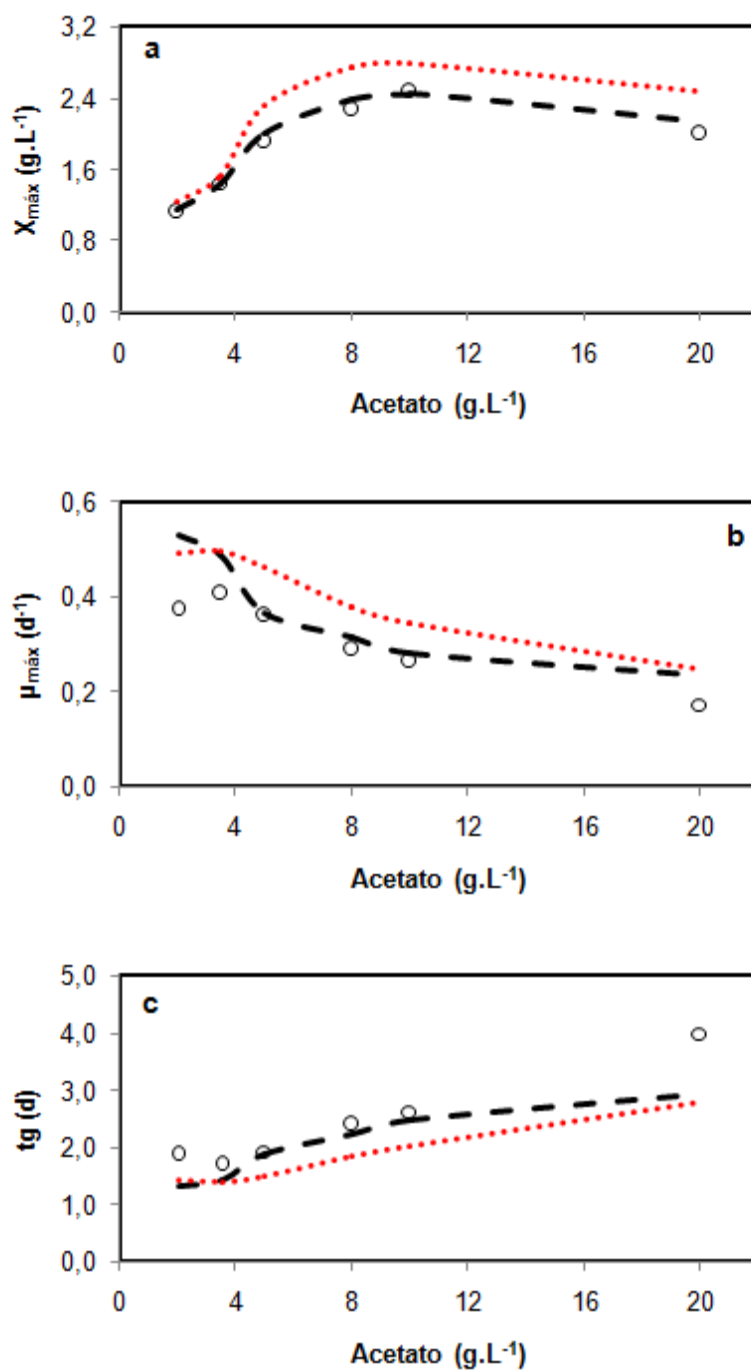 a
3,2
2,4
1,6
0,8
0,0
Xmáx (g.L-1)
0 4 8 12 16 20
Acetato (g.L-1)
b
0,6
0,4
0,2
0,0
µmáx (d-1)
0 4 8 12 16 20
Acetato (g.L-1)
c
5,0
4,0
3,0
2,0
1,0
0,0
tg (d)
0 4 8 12 16 20
Acetato (g.L-1)